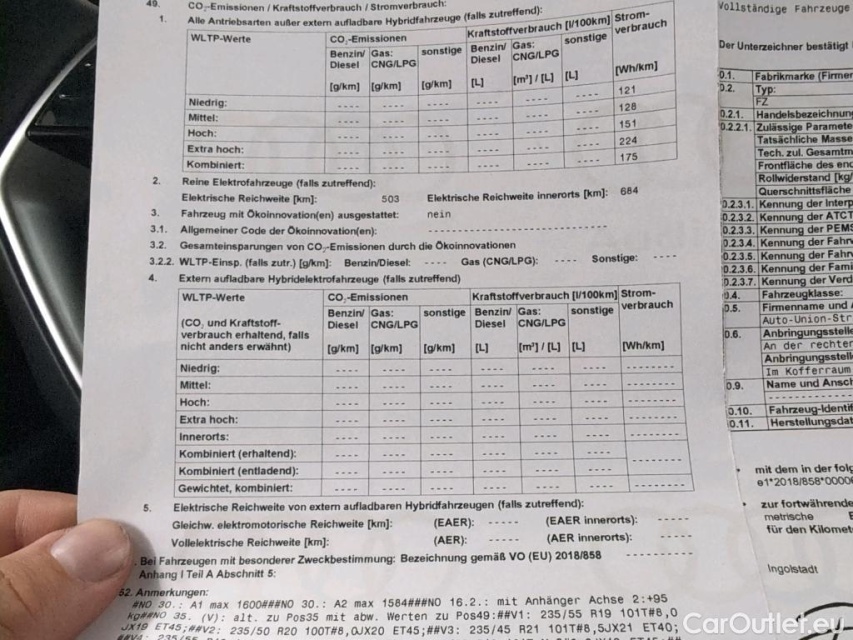 49. CO₂-Emissionen / Kraftstoffverbrauch / Stromverbrauch:
1. Alle Antriebsarten außer extern aufladbare Hybridfahrzeuge (falls zutreffend):
WLTP-Werte CO₂-Emissionen Kraftstoffverbrauch [l/100km] Strom-verbrauch
Benzin/Diesel Gas: CNG/LPG sonstige Benzin/Diesel Gas: CNG/LPG sonstige
[g/km] [g/km] [g/km] [L] [m³] / [L] [L] [Wh/km]
Niedrig: ---- ---- ---- ---- ---- ---- 121
Mittel: ---- ---- ---- ---- ---- ---- 128
Hoch: ---- ---- ---- ---- ---- ---- 151
Extra hoch: ---- ---- ---- ---- ---- ---- 224
Kombiniert: ---- ---- ---- ---- ---- ---- 175
2. Reine Elektrofahrzeuge (falls zutreffend):
Elektrische Reichweite [km]: 503 Elektrische Reichweite innerorts [km]: 684
3. Fahrzeug mit Ökoinnovation(en) ausgestattet: nein
3.1. Allgemeiner Code der Ökoinnovation(en): --------------------
3.2. Gesamteinsparungen von CO₂-Emissionen durch die Ökoinnovationen
3.2.2. WLTP-Einsp. (falls zutr.) [g/km]: Benzin/Diesel: ---- Gas (CNG/LPG): ---- Sonstige: ----
4. Extern aufladbare Hybridelektrofahrzeuge (falls zutreffend)
WLTP-Werte CO₂-Emissionen Kraftstoffverbrauch [l/100km] Strom-verbrauch
(CO₂ und Kraftstoff-verbrauch erhaltend, falls nicht anders erwähnt)
Benzin/Diesel Gas: CNG/LPG sonstige Benzin/Diesel Gas: CNG/LPG sonstige
[g/km] [g/km] [g/km] [L] [m³] / [L] [L] [Wh/km]
Niedrig: ---- ---- ---- ---- ---- ---- -------
Mittel: ---- ---- ---- ---- ---- ---- -------
Hoch: ---- ---- ---- ---- ---- ---- -------
Extra hoch: ---- ---- ---- ---- ---- ---- -------
Innerorts: ---- ---- ---- ---- ---- ---- -------
Kombiniert (erhaltend): ---- ---- ---- ---- ---- ----
Kombiniert (entladend): ---- ---- ---- ---- ---- ---- -------
Gewichtet, kombiniert: ---- ---- ---- ---- ---- ----
5. Elektrische Reichweite von extern aufladbaren Hybridfahrzeugen (falls zutreffend):
Gleichw. elektromotorische Reichweite [km]: (EAER): ----- (EAER innerorts): -----
Vollelektrische Reichweite [km]: (AER): ----- (AER innerorts): -----
Bei Fahrzeugen mit besonderer Zweckbestimmung: Bezeichnung gemäß VO (EU) 2018/858 ----------
Anhang I Teil A Abschnitt 5:
52. Anmerkungen:
#NO 30.: A1 max 1600###NO 30.: A2 max 1584###NO 16.2.: mit Anhänger Achse 2:+95
kg##NO 35. (V): alt. zu Pos35 mit abw. Werten zu Pos49:##V1: 235/55 R19 101T#8,0
JX19 ET45;##V2: 235/50 R20 100T#8,0JX20 ET45;##V3: 235/45 R21 101T#8,5JX21 ET40;
Vollständige Fahrzeuge
Der Unterzeichner bestätigt
0.1. Fabrikmarke (Firmen
0.2. Typ:
FZ
0.2.1. Handelsbezeichnung
0.2.2.1. Zulässige Parameter
Tatsächliche Masse
Tech. zul. Gesamtm
Frontfläche des
Rollwiderstand [kg/
Querschnittsfläche
0.2.3.1. Kennung der Interp
0.2.3.2. Kennung der ATCT
0.2.3.3. Kennung der PEMS
0.2.3.4. Kennung der Fahrw
0.2.3.5. Kennung der Fahrw
0.2.3.6. Kennung der Fami
0.2.3.7. Kennung der Verd
0.4. Fahrzeugklasse:
0.5. Firmenname und A
Auto-Union-Str
0.6. Anbringungsstelle
An der rechten
Anbringungsstelle
Im Kofferraum
0.9. Name und Ansch
0.10. Fahrzeug-Identif
0.11. Herstellungsdat
mit dem in der folg
e1*2018/858*0000
zur fortwährende
metrische E
für den Kilomet
Ingolstadt
CarOutlet.eu